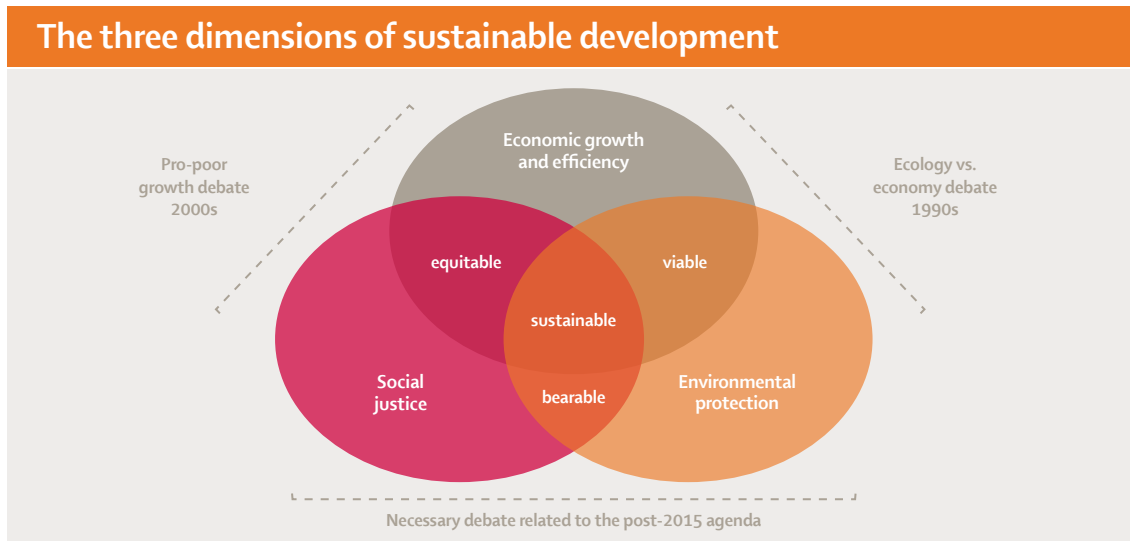 The three dimensions of sustainable development
Economic growth
and efficiency
Pro-poor
growth debate
2000s
Ecology vs.
economy debate
1990s
equitable
viable
sustainable
Social
justice
bearable
Environmental
protection
Necessary debate related to the post-2015 agenda